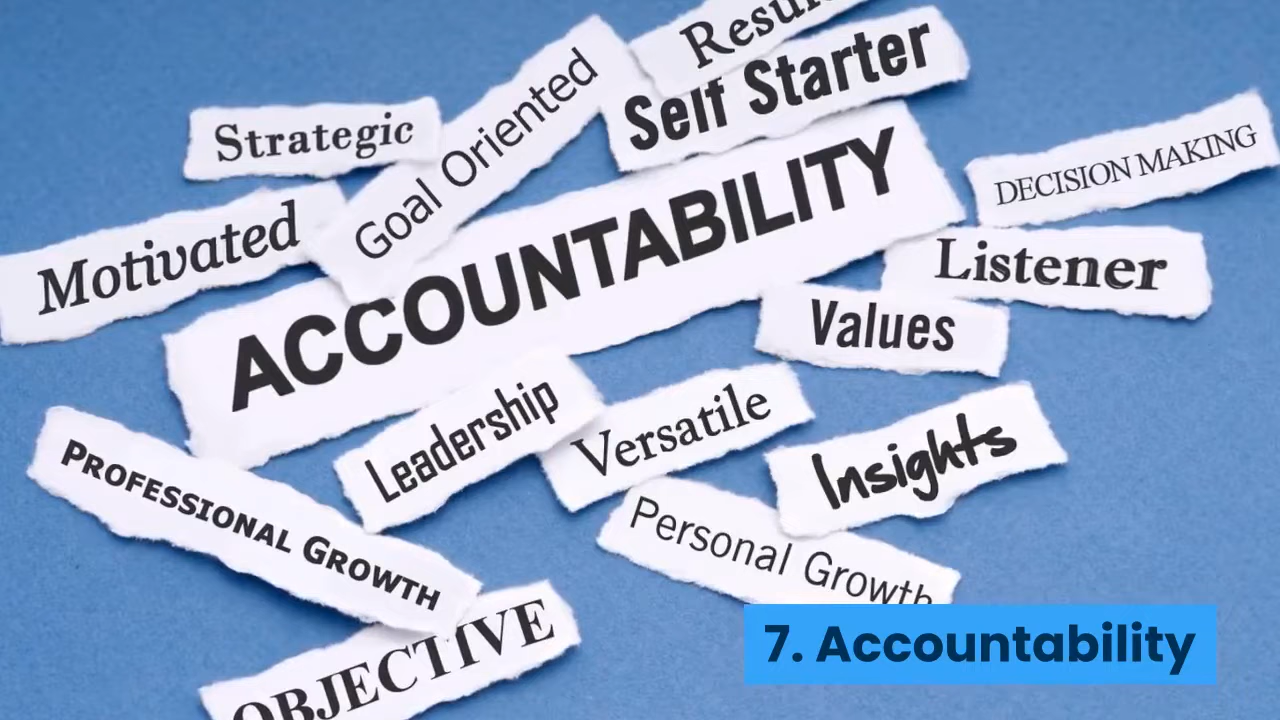 Resu
Self Starter
Goal Oriented
Strategic
DECISION MAKING
Motivated
ACCOUNTABILITY
Listener
Values
Leadership
Versatile
Insights
PROFESSIONAL GROWTH
Personal Growth
OBJECTIVE
7. Accountability